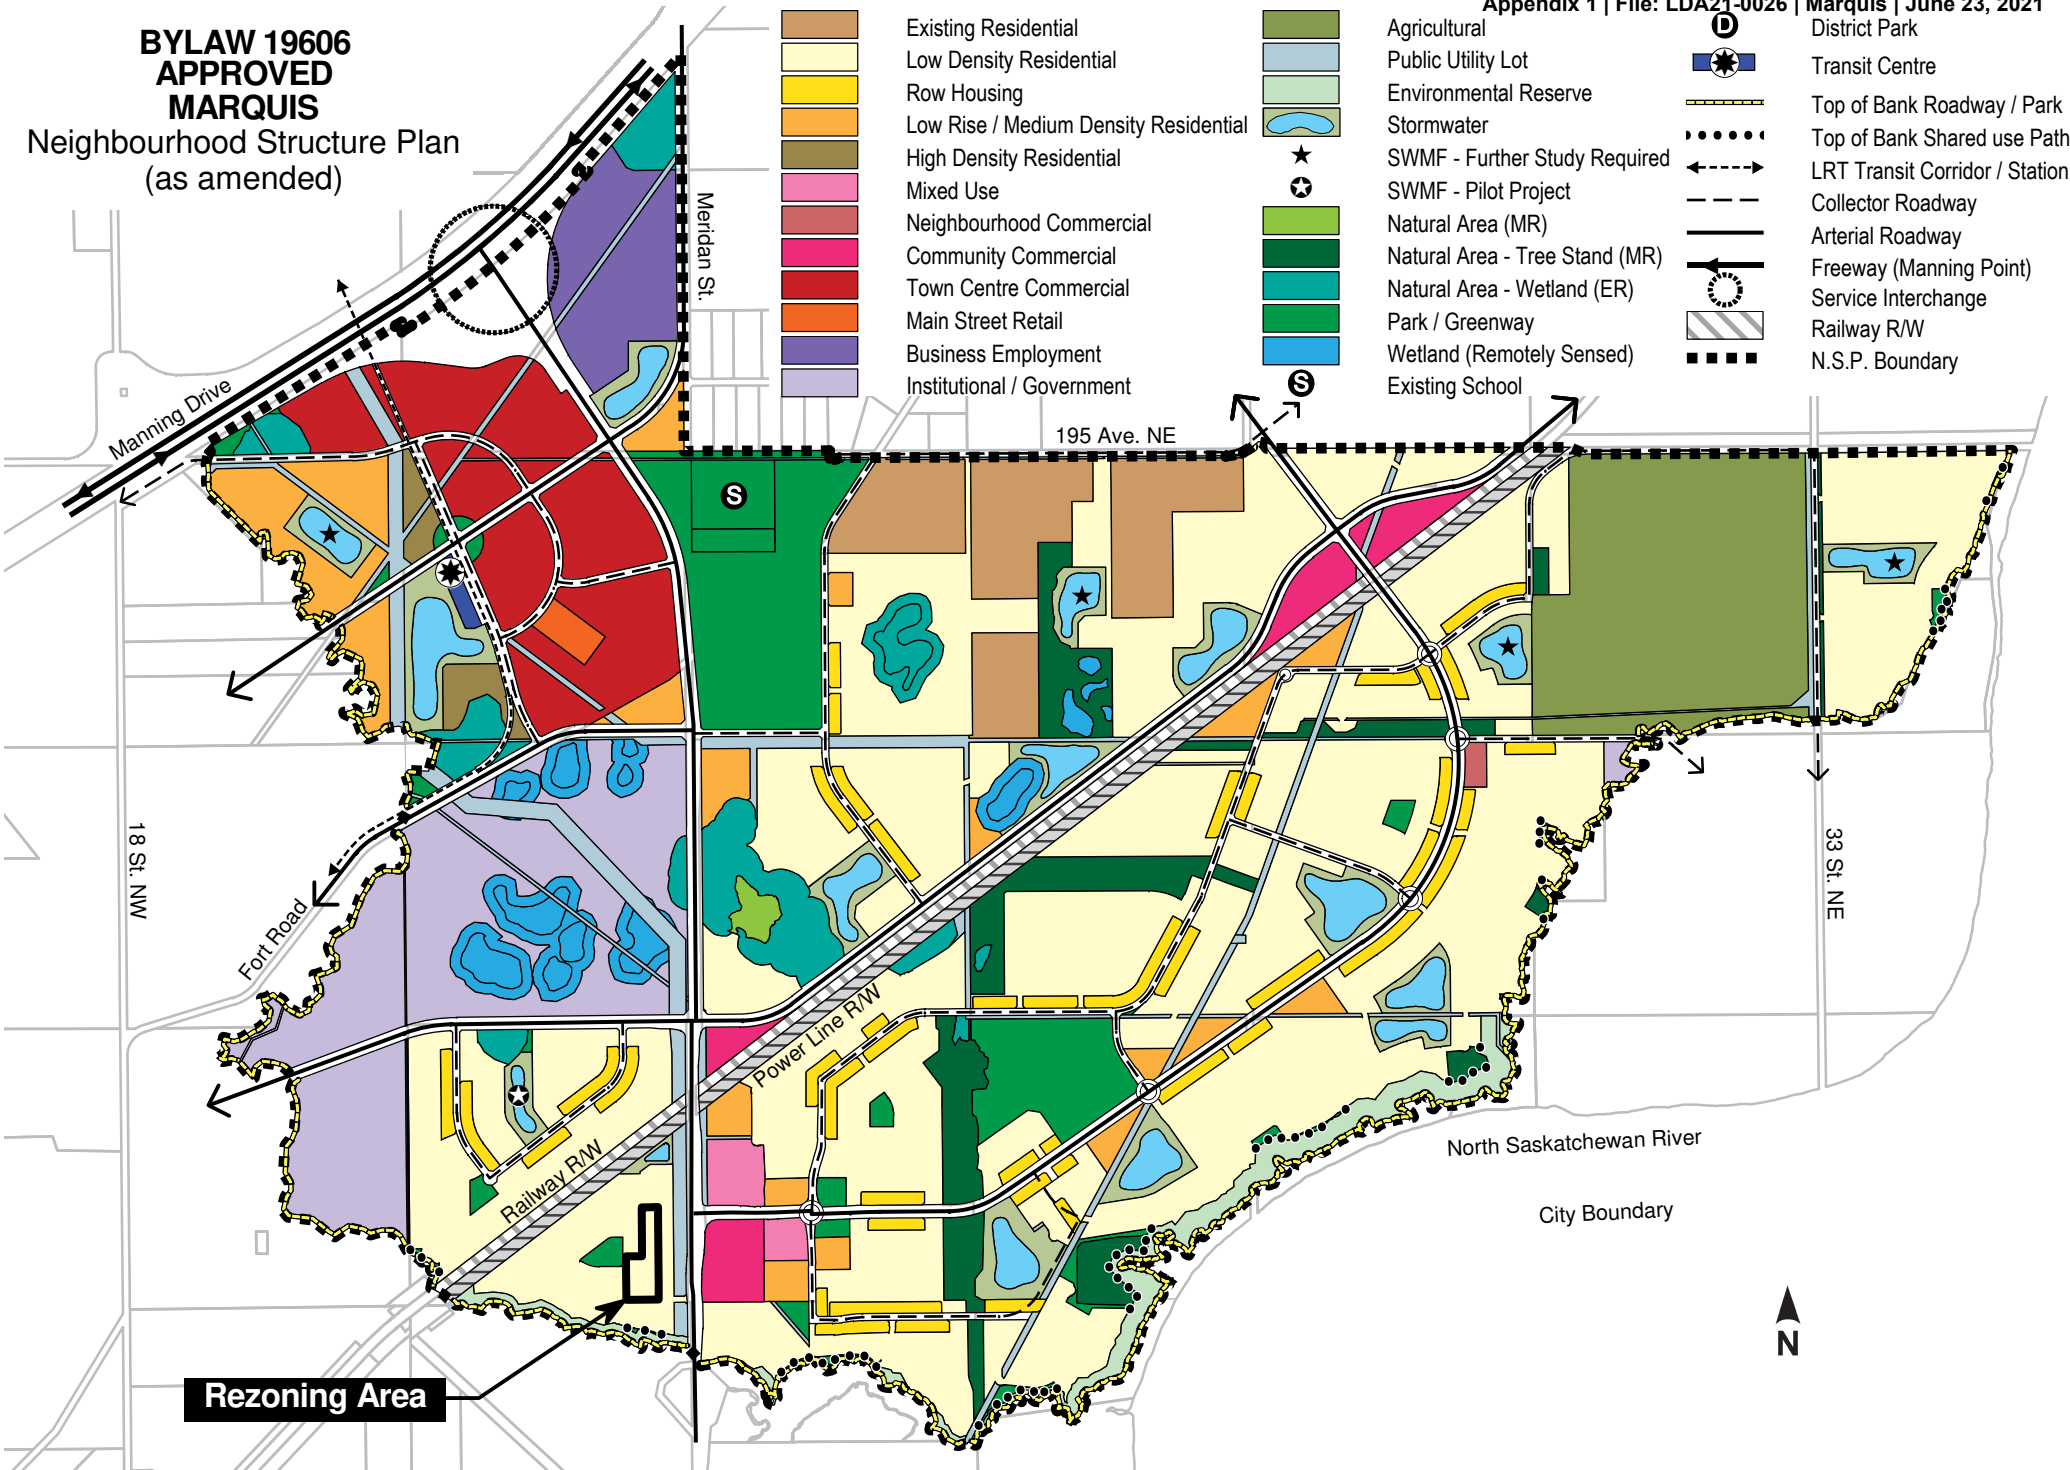 Appendix 1 | File: LDA21-0026 | Marquis | June 23, 2021
BYLAW 19606
APPROVED
MARQUIS
Neighbourhood Structure Plan
(as amended)
Existing Residential
Low Density Residential
Row Housing
Low Rise / Medium Density Residential
High Density Residential
Mixed Use
Neighbourhood Commercial
Community Commercial
Town Centre Commercial
Main Street Retail
Business Employment
Institutional / Government
Agricultural
Public Utility Lot
Environmental Reserve
Stormwater
SWMF - Further Study Required
SWMF - Pilot Project
Natural Area (MR)
Natural Area - Tree Stand (MR)
Natural Area - Wetland (ER)
Park / Greenway
Wetland (Remotely Sensed)
S
Existing School
D
District Park
Transit Centre
Top of Bank Roadway / Park
Top of Bank Shared use Path
LRT Transit Corridor / Station
Collector Roadway
Arterial Roadway
Freeway (Manning Point)
Service Interchange
Railway R/W
N.S.P. Boundary
Meridan St.
Manning Drive
195 Ave. NE
S
18 St. NW
Fort Road
33 St. NE
Power Line R/W
Railway R/W
North Saskatchewan River
City Boundary
Rezoning Area
N